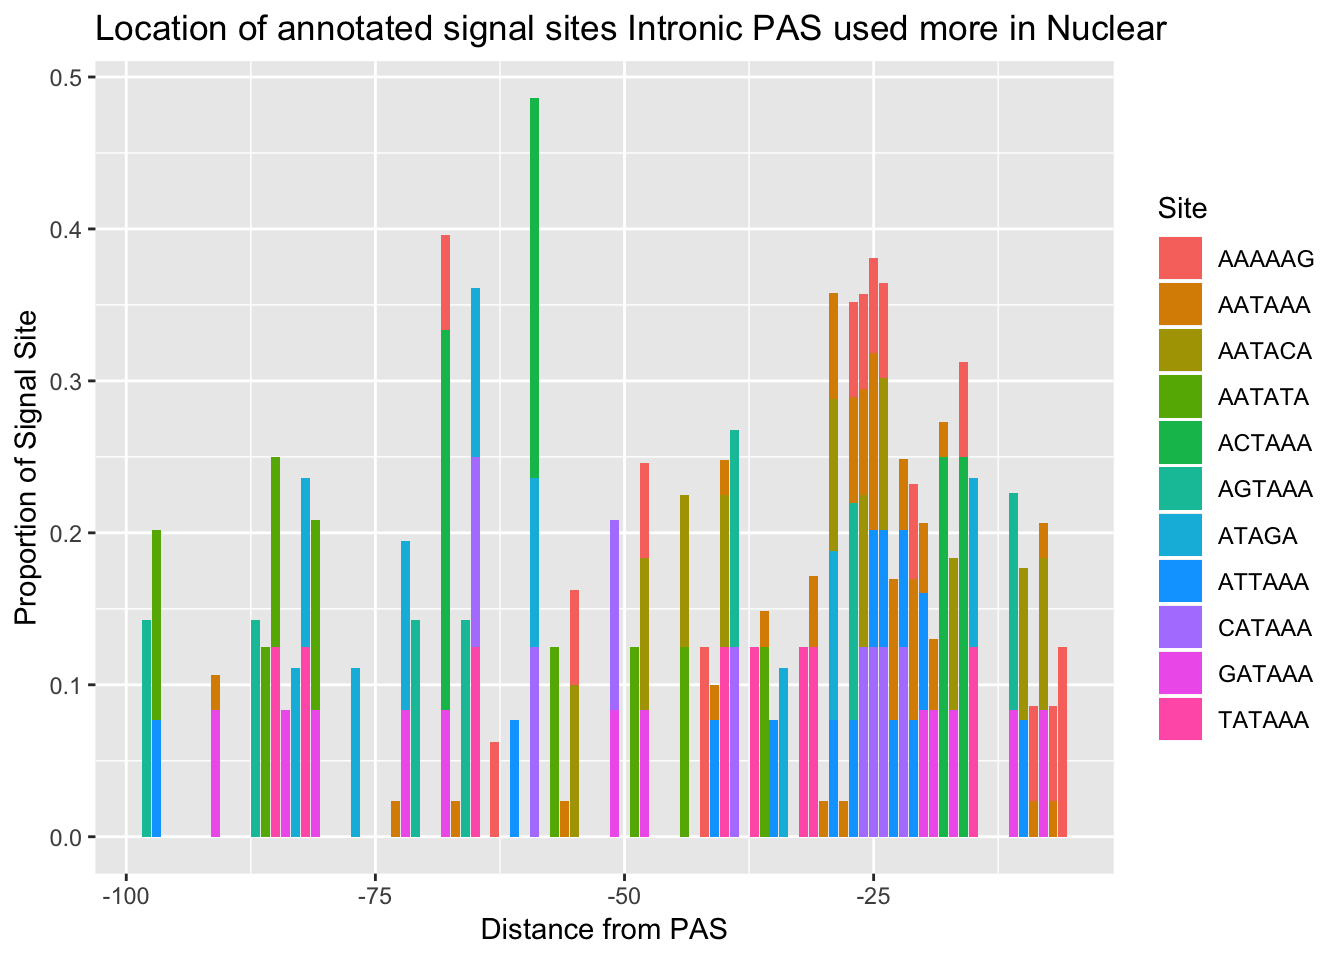 Location of annotated signal sites Intronic PAS used more in Nuclear
0.5
0.4
0.3
0.2
0.1
0.0
Proportion of Signal Site
-100
-75
-50
-25
Distance from PAS
Site
AAAAAG
AATAAA
AATACA
AATATA
ACTAAA
AGTAAA
ATAGA
ATTAAA
CATAAA
GATAAA
TATAAA